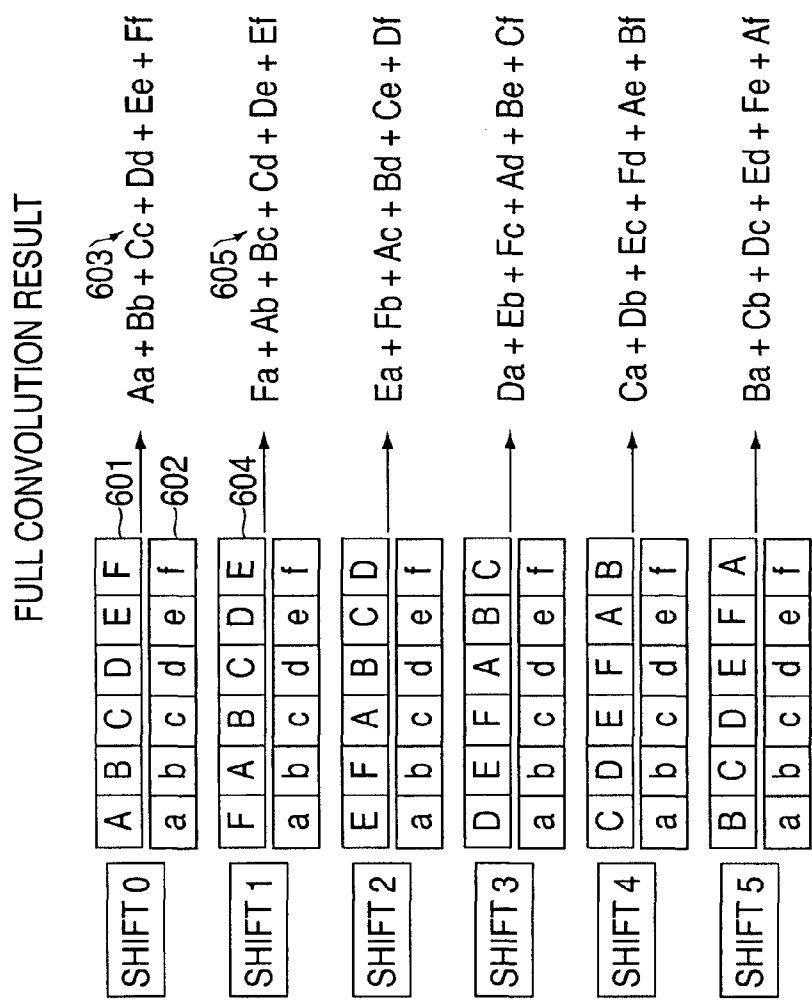 FULL CONVOLUTION RESULT
SHIFT 0
A B C D E F
601
a b c d e f
602
603
Aa + Bb + Cc + Dd + Ee + Ff
SHIFT 1
F A B C D E
604
a b c d e f
605
Fa + Ab + Bc + Cd + De + Ef
SHIFT 2
E F A B C D
a b c d e f
Ea + Fb + Ac + Bd + Ce + Df
SHIFT 3
D E F A B C
a b c d e f
Da + Eb + Fc + Ad + Be + Cf
SHIFT 4
C D E F A B
a b c d e f
Ca + Db + Ec + Fd + Ae + Bf
SHIFT 5
B C D E F A
a b c d e f
Ba + Cb + Dc + Ed + Fe + Af